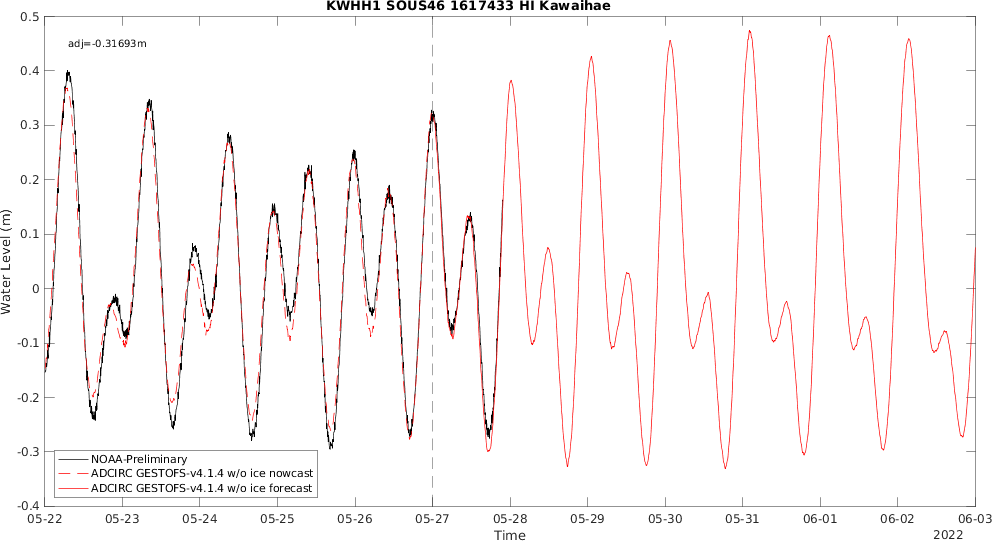 KWHH1 SOUS46 1617433 HI Kawaihae
adj=-0.31693m
0.5
0.4
0.3
0.2
0.1
0
-0.1
-0.2
-0.3
-0.4
Water Level (m)
NOAA-Preliminary
ADCIRC GESTOFS-v4.1.4 w/o ice nowcast
ADCIRC GESTOFS-v4.1.4 w/o ice forecast
05-22 05-23 05-24 05-25 05-26 05-27 05-28 05-29 05-30 05-31 06-01 06-02 06-03
Time
2022